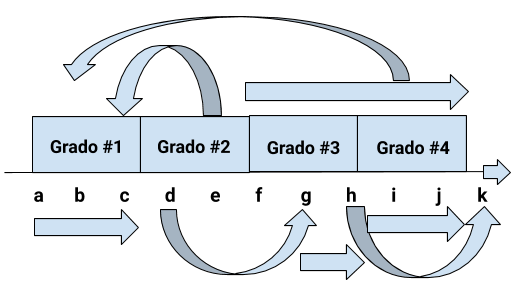 Grado #1 Grado #2 Grado #3 Grado #4
a b c d e f g h i j k